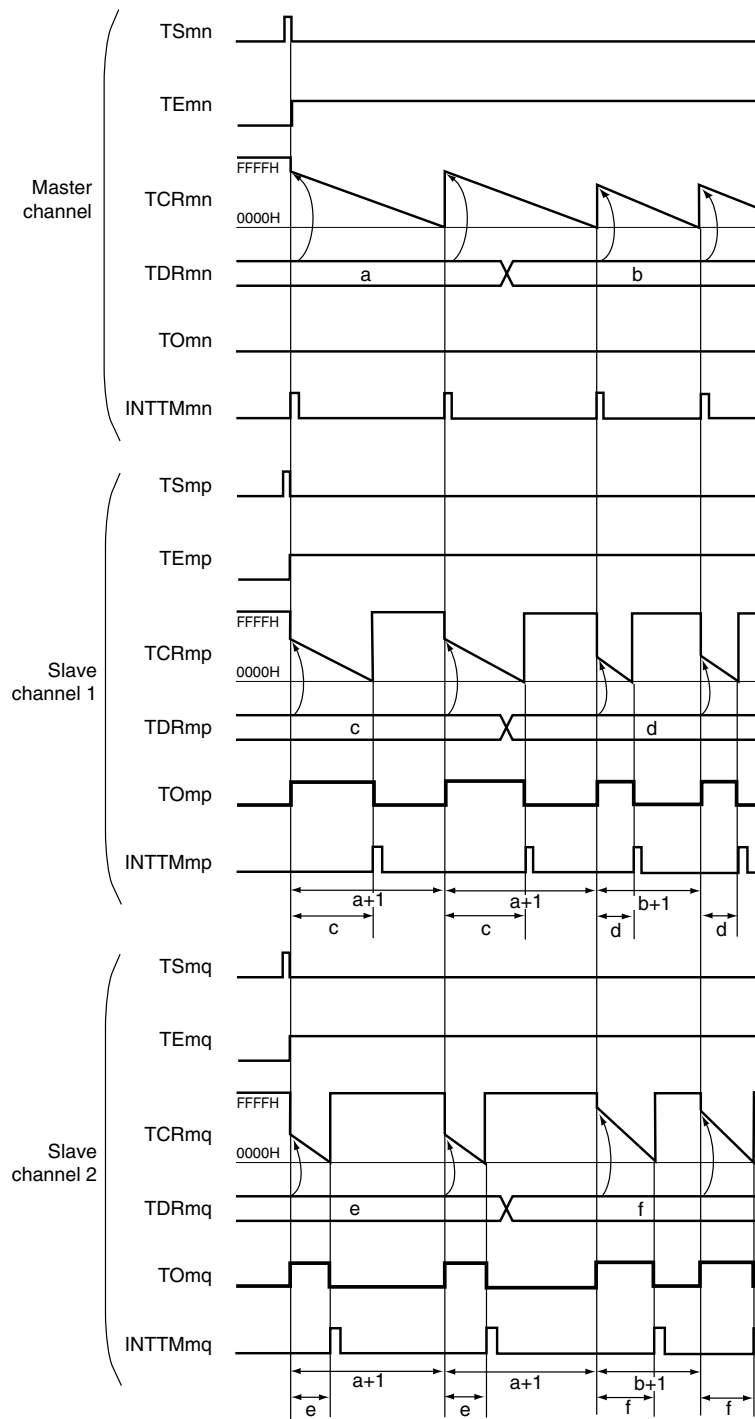 TSmn
TEmn
FFFFH
Master
channel
TCRmn
0000H
TDRmn
a
b
TOmn
INTTMmn
TSmp
TEmp
FFFFH
TCRmp
0000H
Slave
channel 1
TDRmp
c
d
TOmp
INTTMmp
a+1
a+1
b+1
c
c
d
d
TSmq
TEmq
FFFFH
TCRmq
0000H
Slave
channel 2
TDRmq
e
f
TOmq
INTTMmq
a+1
a+1
b+1
e
e
f
f